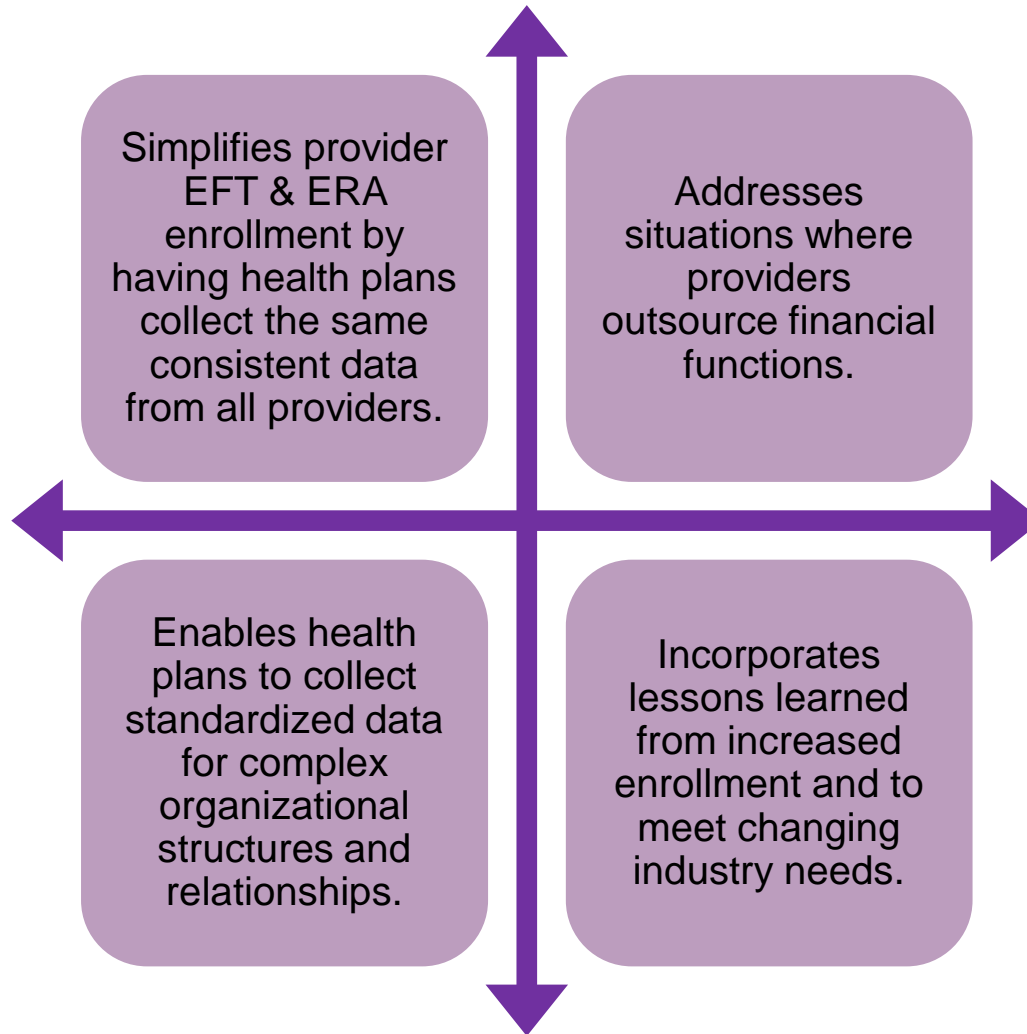 Simplifies provider
EFT & ERA
enrollment by
having health plans
collect the same
consistent data
from all providers.
Addresses
situations where
providers
outsource financial
functions.
Enables health
plans to collect
standardized data
for complex
organizational
structures and
relationships.
Incorporates
lessons learned
from increased
enrollment and to
meet changing
industry needs.